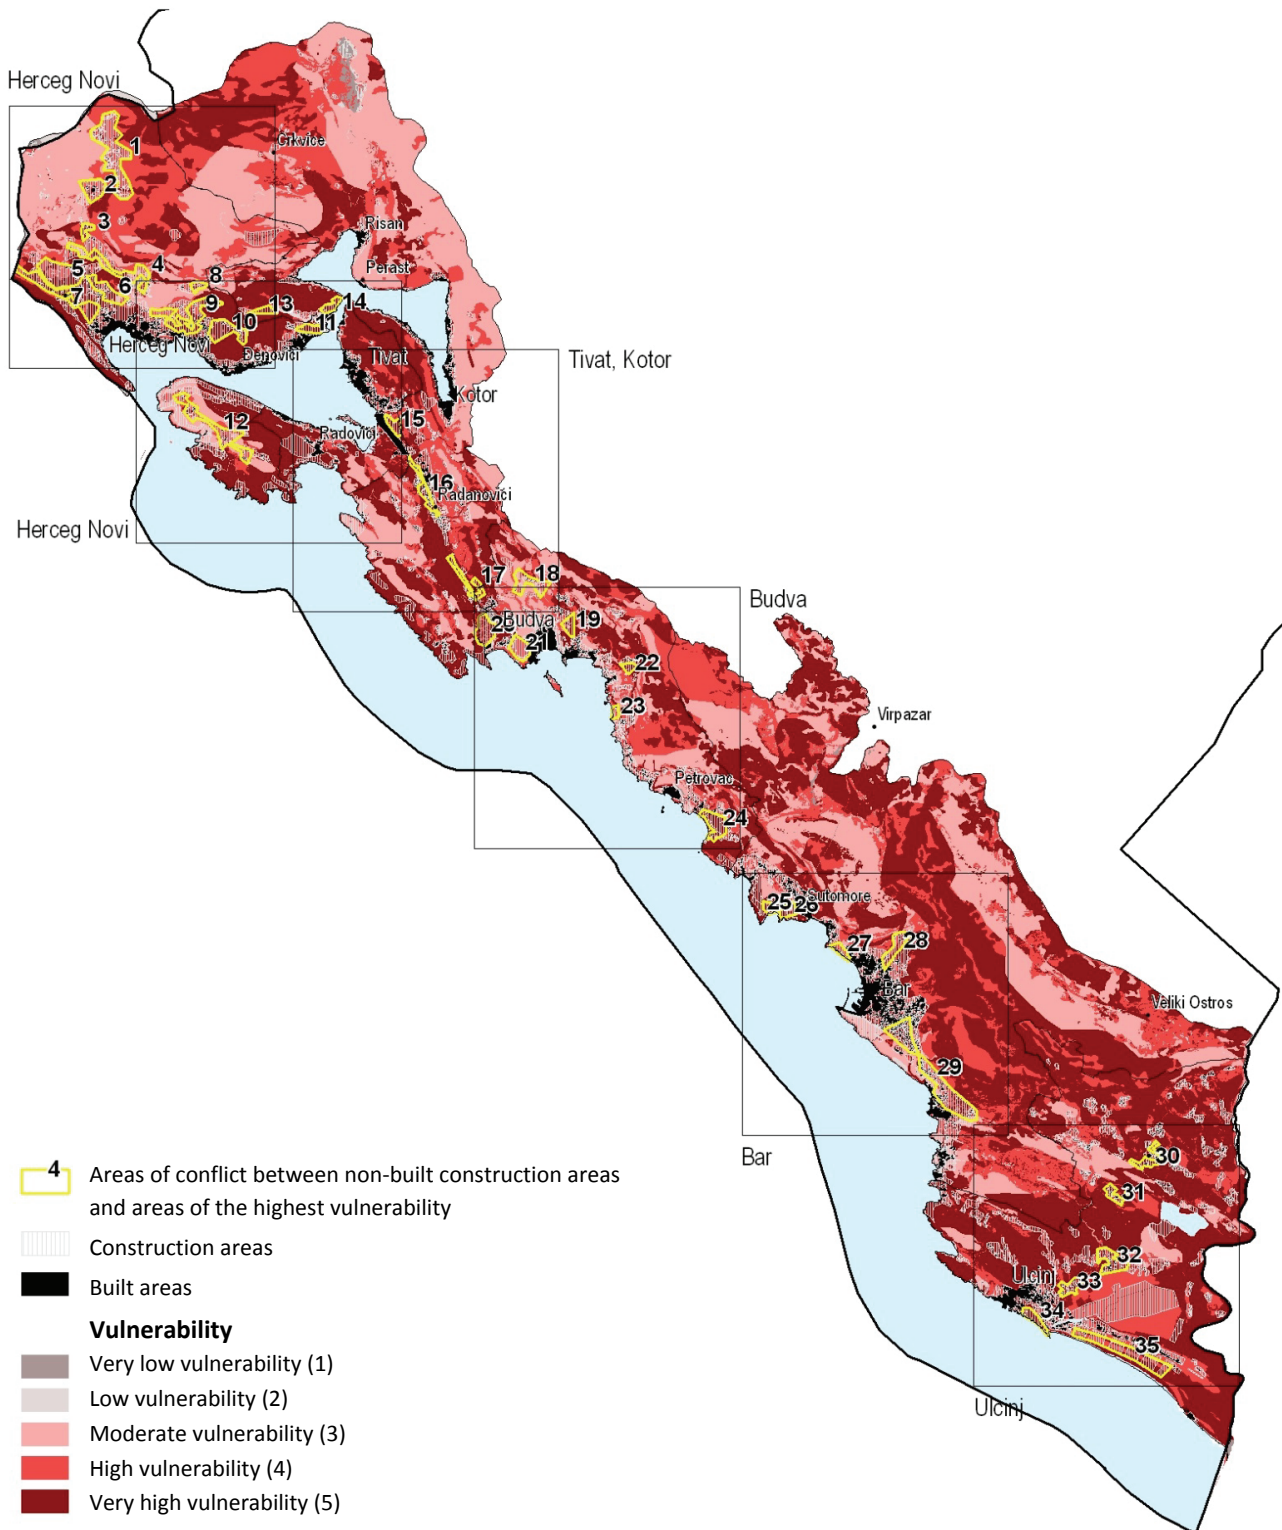 Herceg Novi
1
Crkvice
2
3
Risan
4
Perast
5
8
6
7
9
13
14
10
11
Herceg Novi
Đenovići
Tivat
Tivat, Kotor
Kotor
12
15
Radovići
16
Radanovići
Herceg Novi
17
18
Budva
Budva
19
21
22
23
Virpazar
Petrovac
24
Sutomore
25
26
27
28
Bar
Veliki Ostros
29
Bar
30
31
32
Ulcinj
33
34
35
Ulcinj
4
Areas of conflict between non-built construction areas
and areas of the highest vulnerability
Construction areas
Built areas
Vulnerability
Very low vulnerability (1)
Low vulnerability (2)
Moderate vulnerability (3)
High vulnerability (4)
Very high vulnerability (5)